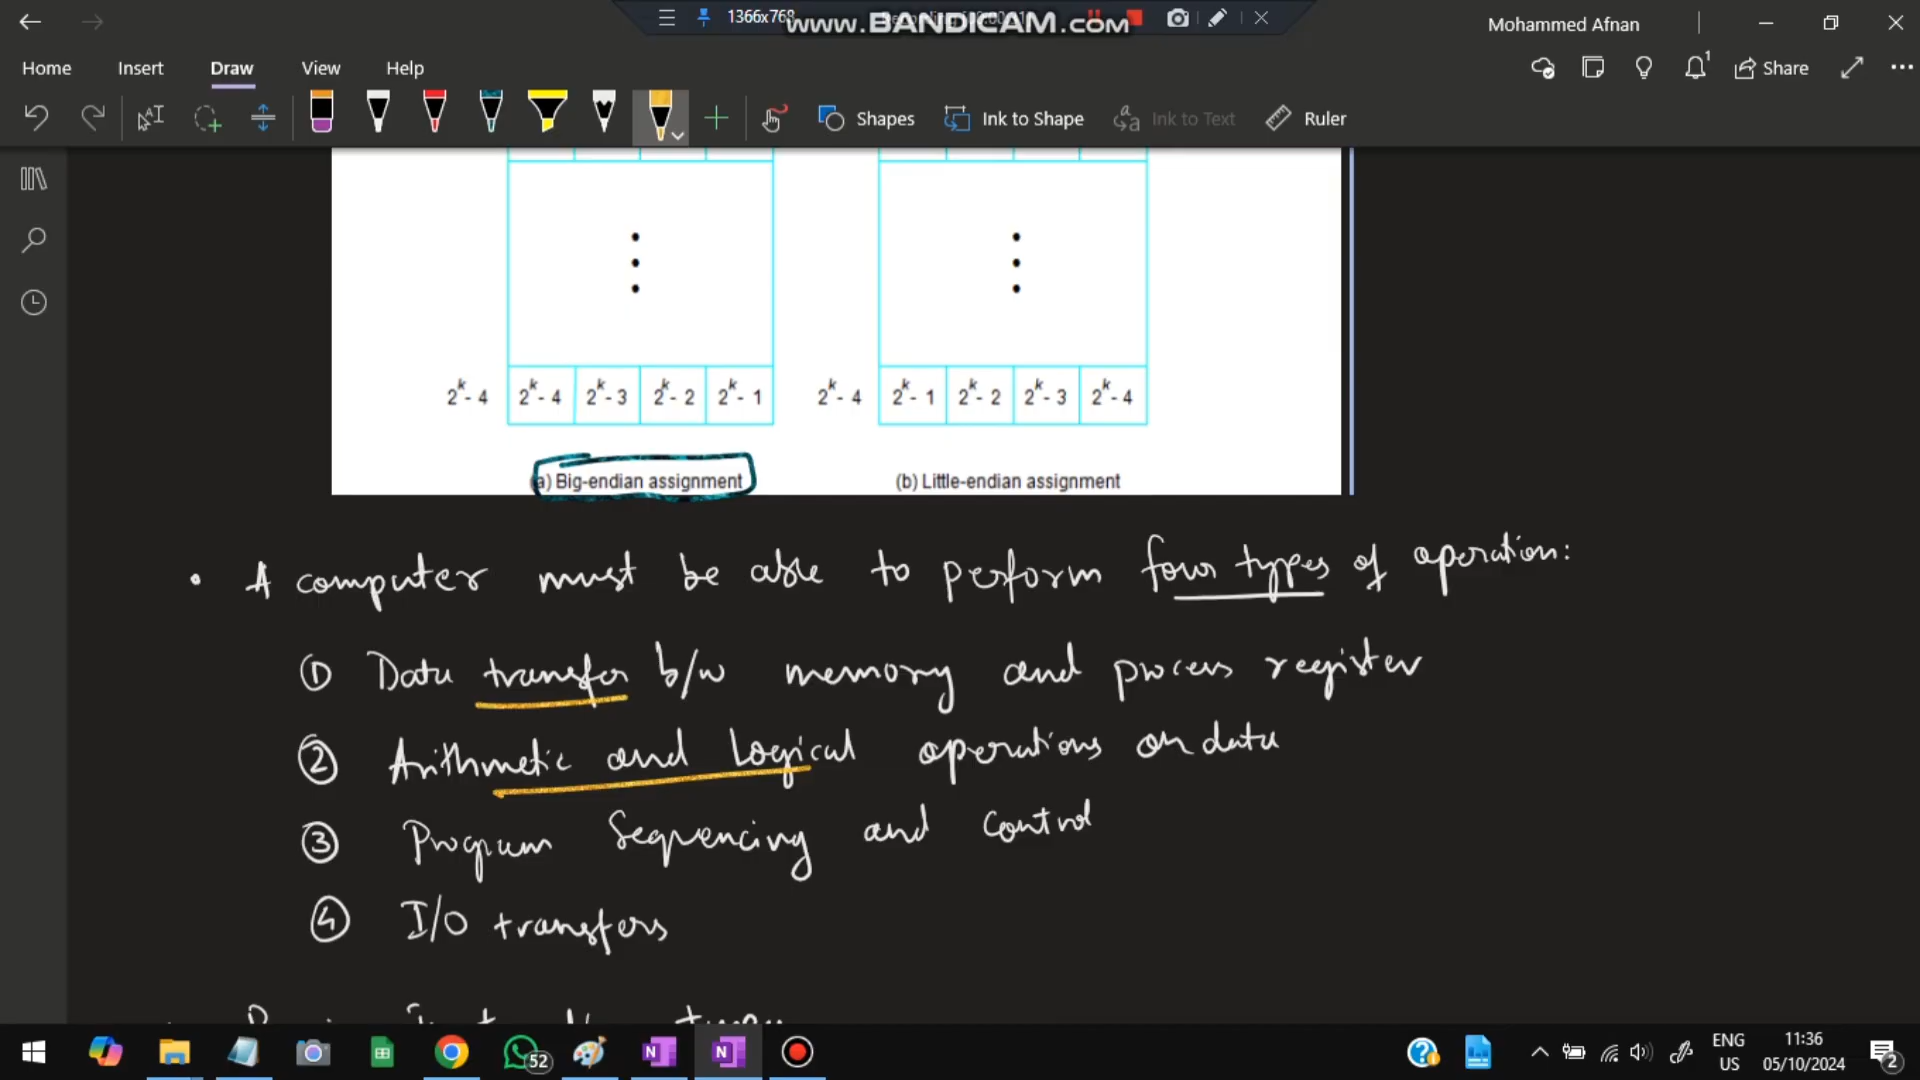 1366x768
www.BANDICAM.com
Mohammed Afnan
Home Insert Draw View Help
1
Share
Shapes
Ink to Shape
Ink to Text
Ruler
2^k - 4 2^k - 4 2^k - 3 2^k - 2 2^k - 1
2^k - 4 2^k - 1 2^k - 2 2^k - 3 2^k - 4
(a) Big-endian assignment
(b) Little-endian assignment
• A computer must be able to perform four types of operation:
① Data transfer b/w memory and process register
② Arithmetic and Logical operations on data
③ Program Sequencing and control
④ I/O transfers
52
N
N
ENG
US
11:36
05/10/2024
2